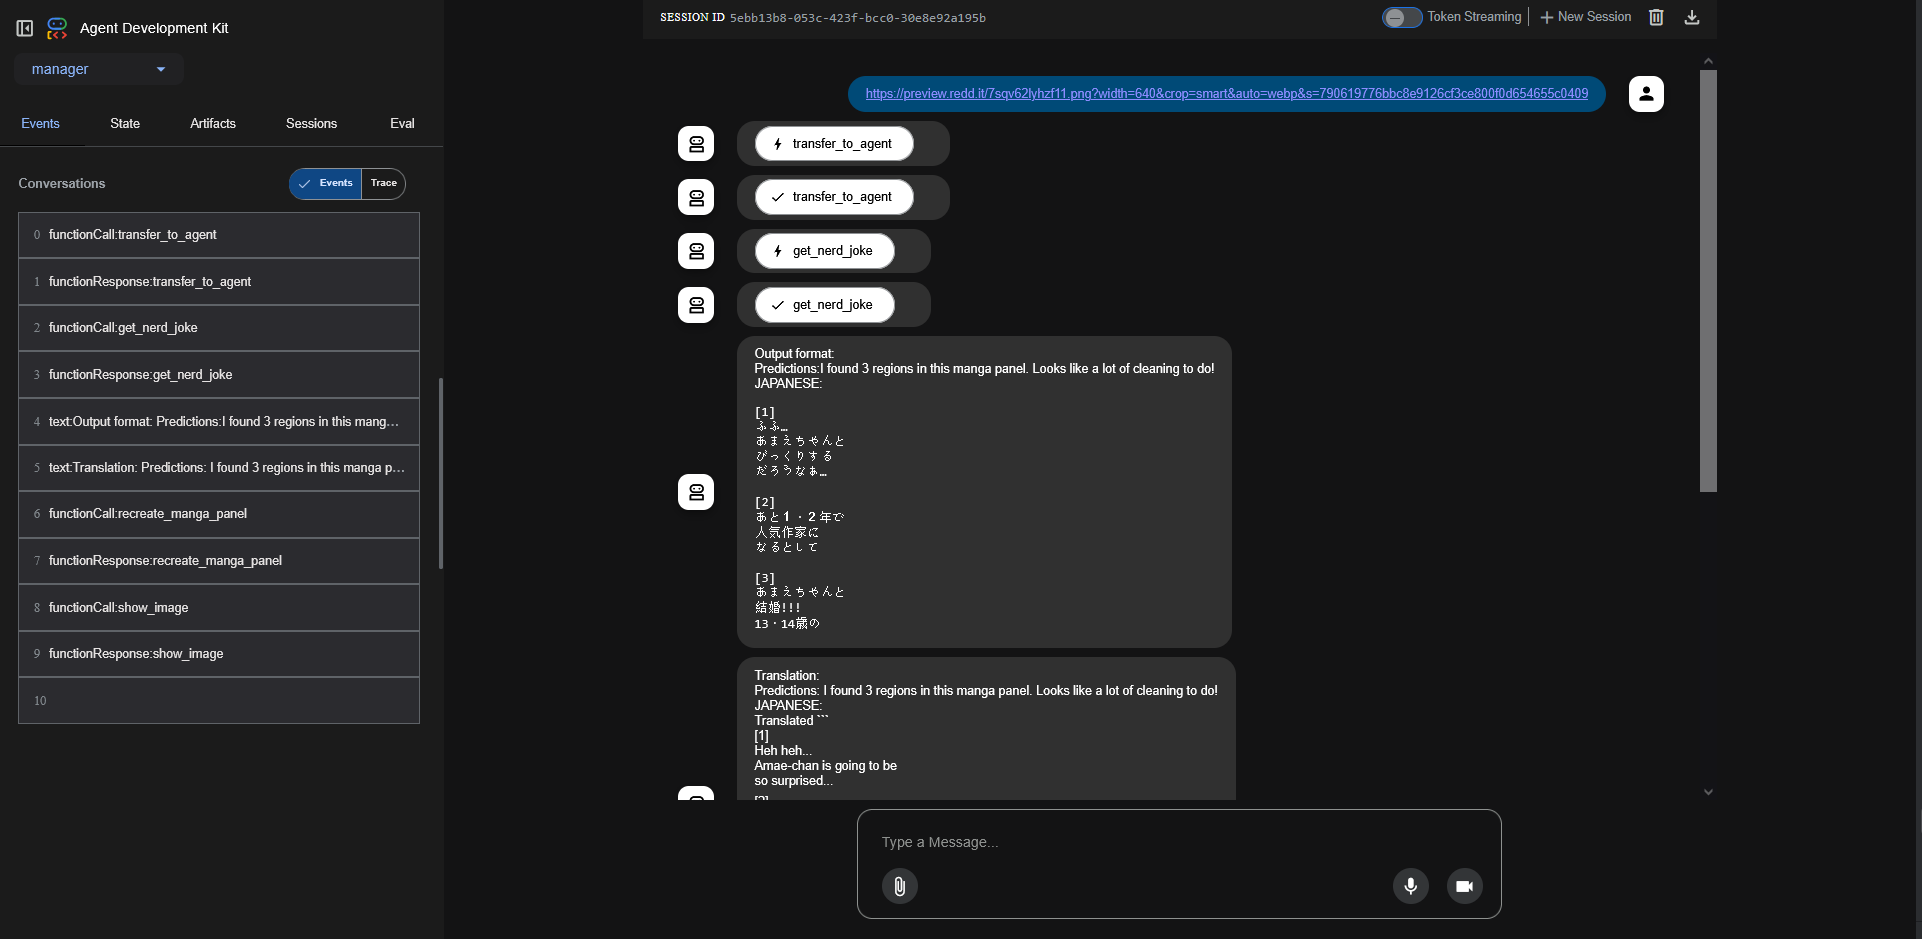 Agent Development Kit
manager
Events State Artifacts Sessions Eval
Conversations
Events Trace
0 functionCall:transfer_to_agent
1 functionResponse:transfer_to_agent
2 functionCall:get_nerd_joke
3 functionResponse:get_nerd_joke
4 text:Output format: Predictions:I found 3 regions in this mang...
5 text:Translation: Predictions: I found 3 regions in this manga p...
6 functionCall:recreate_manga_panel
7 functionResponse:recreate_manga_panel
8 functionCall:show_image
9 functionResponse:show_image
10
SESSION ID 5ebb13b8-053c-423f-bcc0-30e8e92a195b
Token Streaming
New Session
https://preview.redd.it/7sqv62lyhzf11.png?width=640&crop=smart&auto=webp&s=790619776bbc8e9126cf3ce800f0d654655c0409
transfer_to_agent
transfer_to_agent
get_nerd_joke
get_nerd_joke
Output format:
Predictions:I found 3 regions in this manga panel. Looks like a lot of cleaning to do!
JAPANESE:
[1]
ふふ…
あまえちゃんと
びっくりする
だろうなぁ…
[2]
あと１・２年で
人気作家に
なるとして
[3]
あまえちゃんと
結婚!!!
13・14歳の
Translation:
Predictions: I found 3 regions in this manga panel. Looks like a lot of cleaning to do!
JAPANESE:
Translated ```
[1]
Heh heh...
Amae-chan is going to be
so surprised...
[2]
Type a Message...